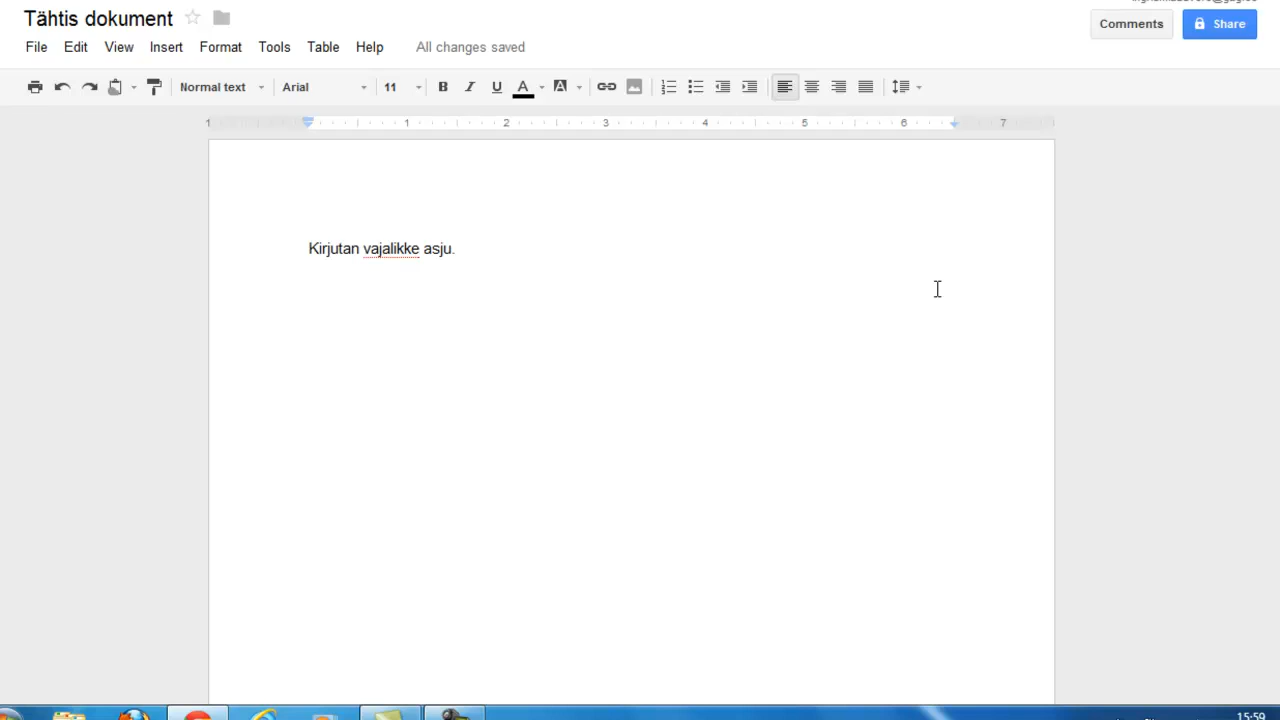 Tähtis dokument
Comments
Share
File Edit View Insert Format Tools Table Help All changes saved
Normal text Arial 11 B I U A A
1 1 2 3 4 5 6 7
Kirjutan vajalikke asju.
15:59